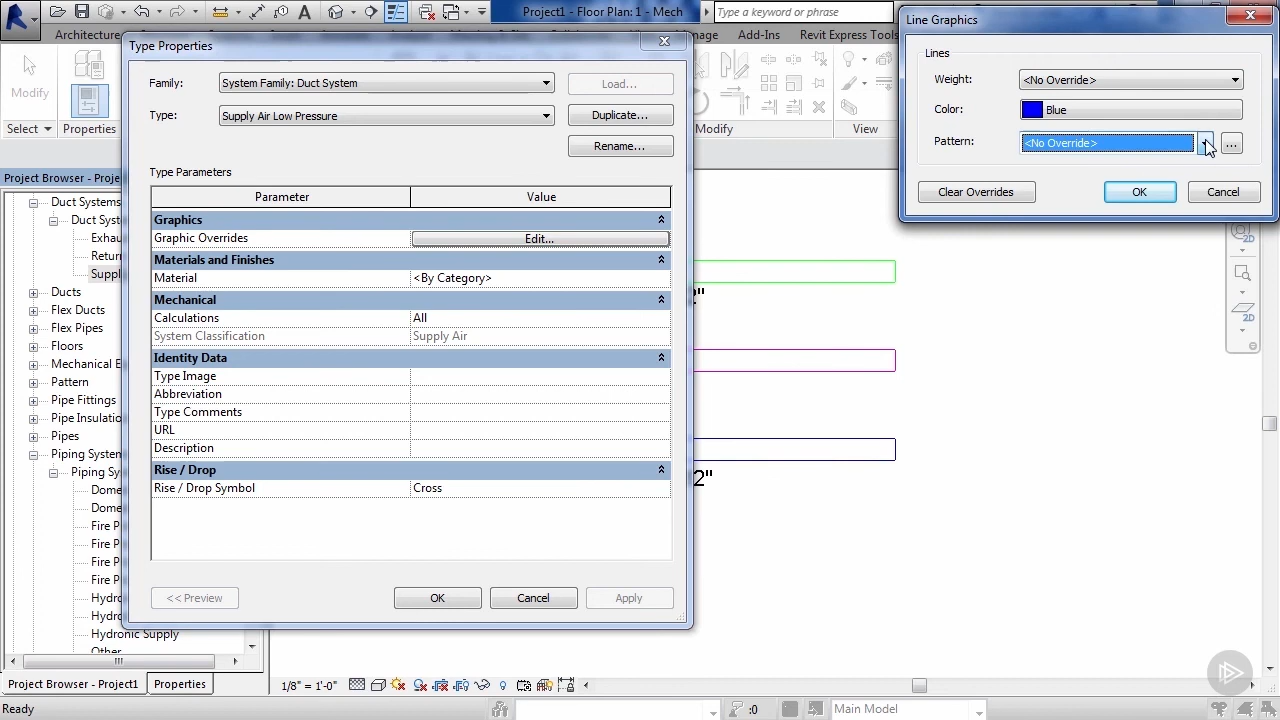 Project1 - Floor Plan: 1 - Mech
Type a keyword or phrase
Architecture
Add-Ins
Revit Express Tools
Modify
Select
Properties
Modify
View
Project Browser - Proje
Duct Systems
Duct Syst
Exhau
Return
Suppl
Ducts
Flex Ducts
Flex Pipes
Floors
Mechanical E
Pattern
Pipe Fittings
Pipe Insulation
Pipes
Piping System
Piping Sy
Dome
Dome
Fire P
Fire P
Fire P
Fire P
Hydro
Hydro
Hydronic Supply
Other
Project Browser - Project1
Properties
Ready
Type Properties
Family:
System Family: Duct System
Load...
Type:
Supply Air Low Pressure
Duplicate...
Rename...
Type Parameters
Parameter
Value
Graphics
Graphic Overrides
Edit...
Materials and Finishes
Material
<By Category>
Mechanical
Calculations
All
System Classification
Supply Air
Identity Data
Type Image
Abbreviation
Type Comments
URL
Description
Rise / Drop
Rise / Drop Symbol
Cross
<< Preview
OK
Cancel
Apply
Line Graphics
Lines
Weight:
<No Override>
Color:
Blue
Pattern:
<No Override>
...
Clear Overrides
OK
Cancel
2D
2D
2"
2"
1/8" = 1'-0"
:0
Main Model